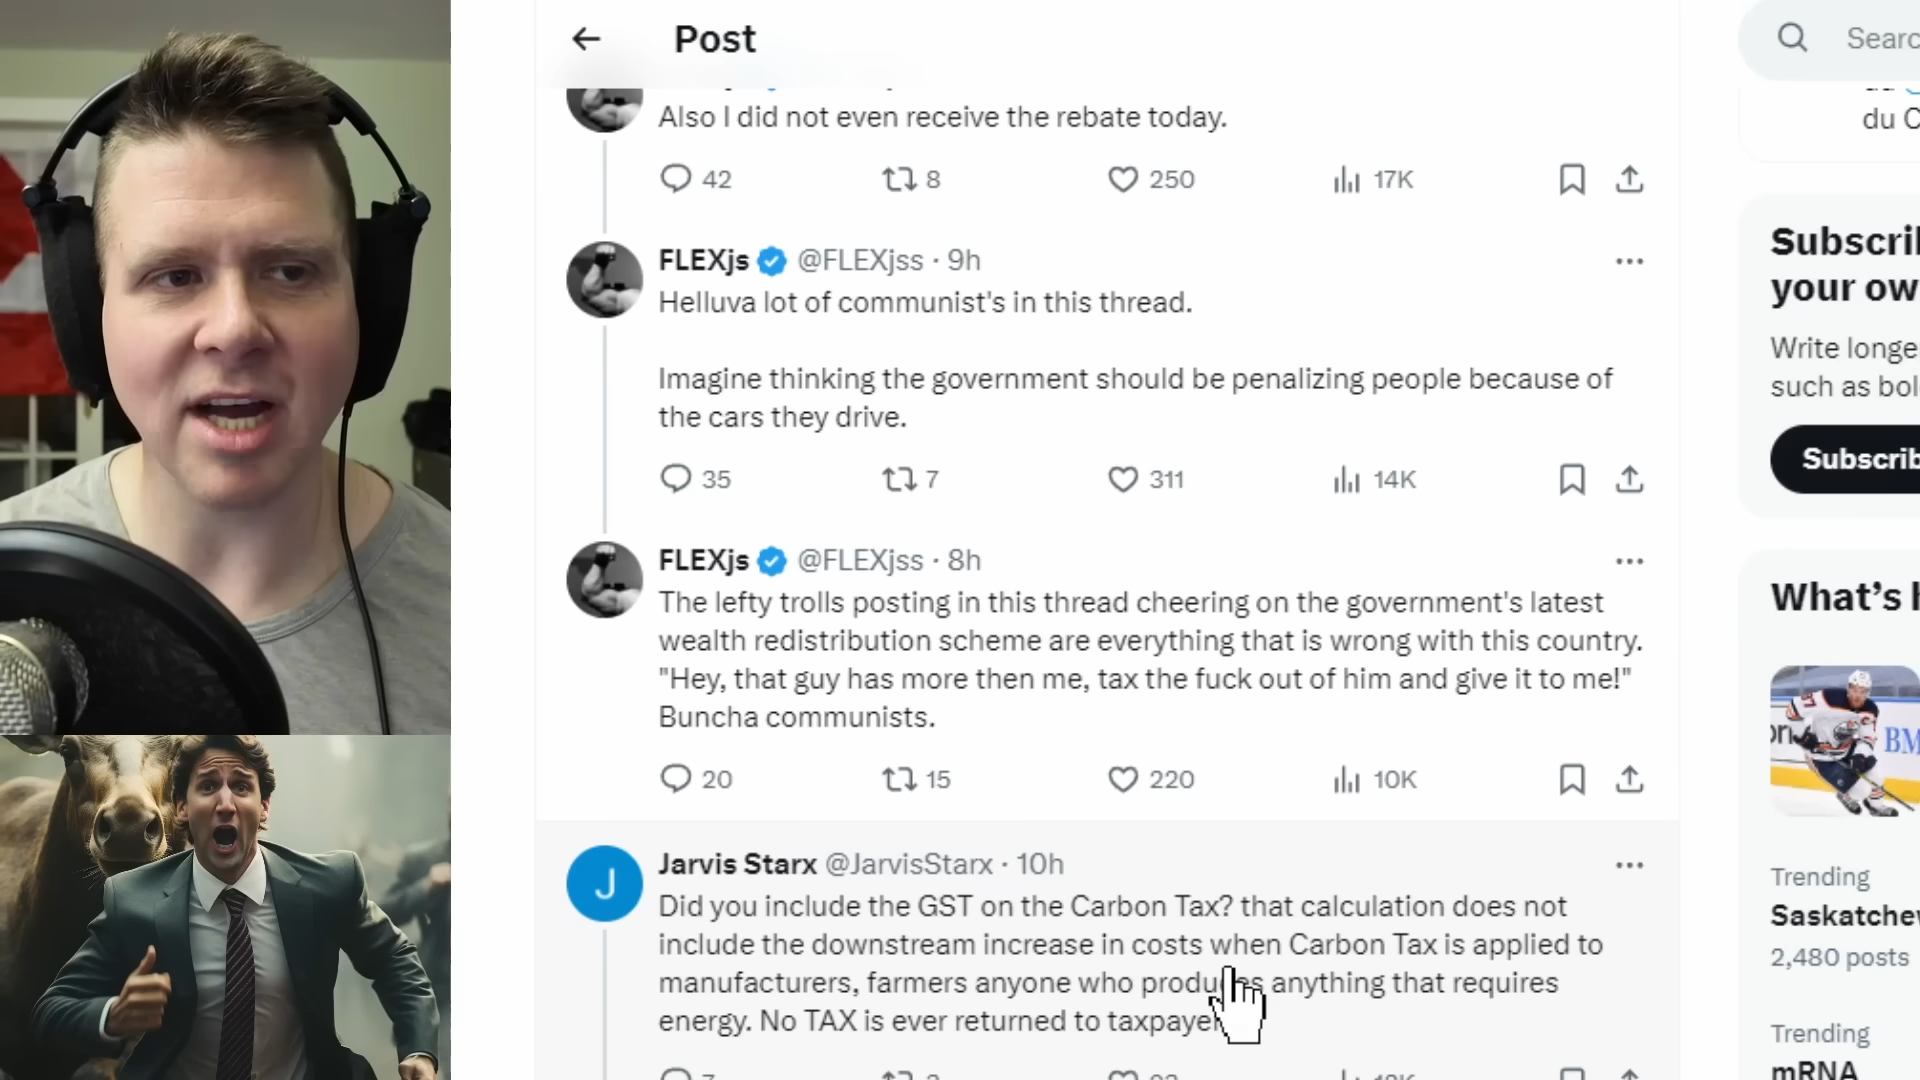 Post
Also I did not even receive the rebate today.
42 8 250 17K
FLEXjs @FLEXjss · 9h
Helluva lot of communist's in this thread.
Imagine thinking the government should be penalizing people because of
the cars they drive.
35 7 311 14K
FLEXjs @FLEXjss · 8h
The lefty trolls posting in this thread cheering on the government's latest
wealth redistribution scheme are everything that is wrong with this country.
"Hey, that guy has more then me, tax the fuck out of him and give it to me!"
Buncha communists.
20 15 220 10K
J
Jarvis Starx @JarvisStarx · 10h
Did you include the GST on the Carbon Tax? that calculation does not
include the downstream increase in costs when Carbon Tax is applied to
manufacturers, farmers anyone who produces anything that requires
energy. No TAX is ever returned to taxpayer
Searc
du C
Subscri
your ow
Write longe
such as bol
Subscrib
What's h
97
BM
Trending
Saskatche
2,480 posts
Trending
mRNA